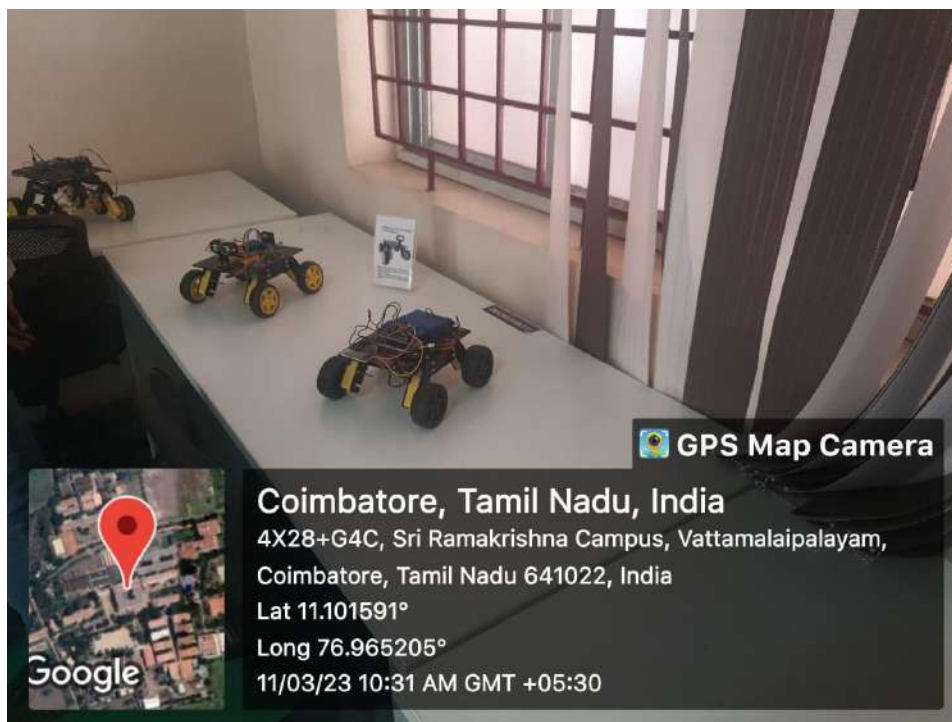 GPS Map Camera
Coimbatore, Tamil Nadu, India
4X28+G4C, Sri Ramakrishna Campus, Vattamalaipalayam,
Coimbatore, Tamil Nadu 641022, India
Lat 11.101591°
Long 76.965205°
11/03/23 10:31 AM GMT +05:30
Google